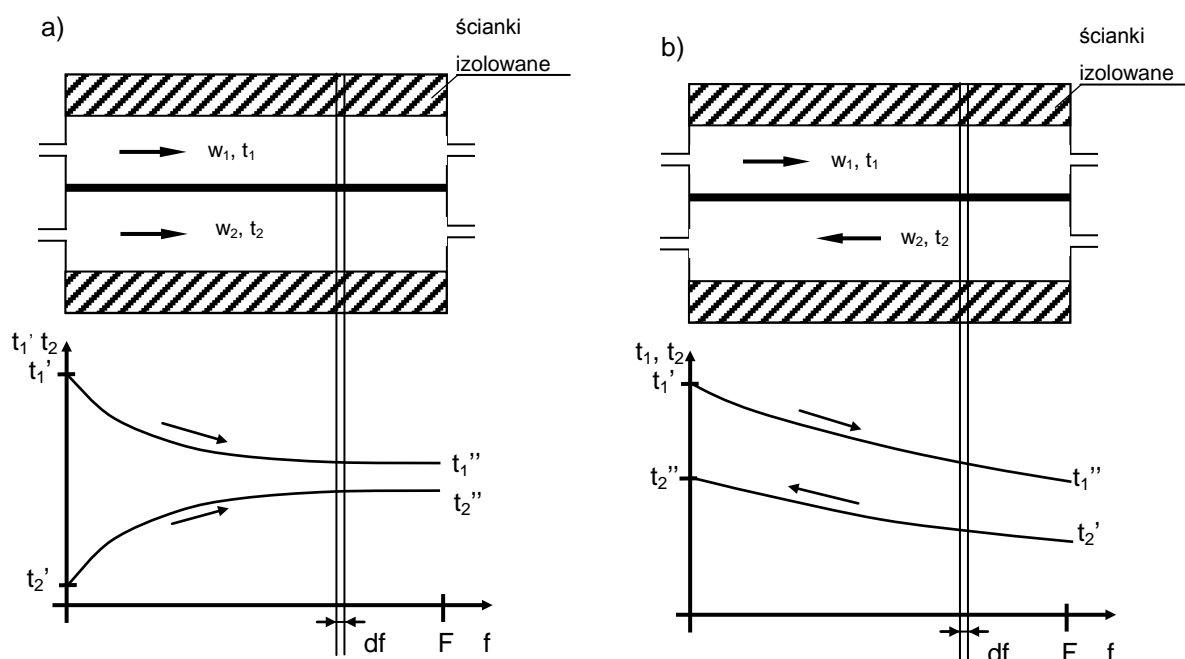 a)
ścianki
izolowane
w₁, t₁
w₂, t₂
t₁' t₂
t₁'
t₁''
t₂''
t₂'
df F f
b)
ścianki
izolowane
w₁, t₁
w₂, t₂
t₁, t₂
t₁'
t₂''
t₁''
t₂'
df F f